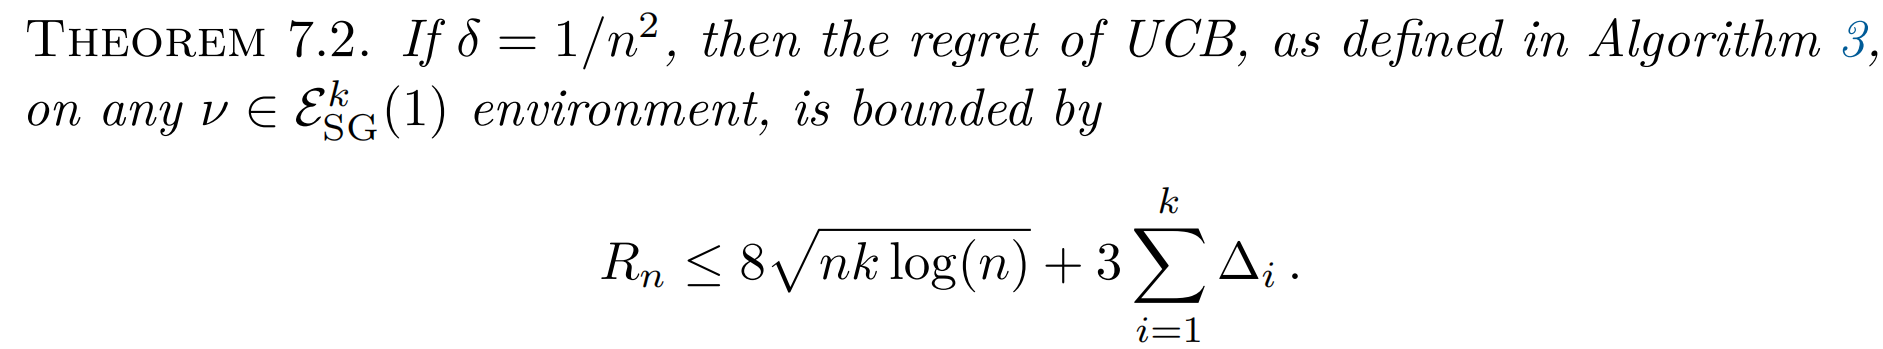 THEOREM 7.2. If δ = 1/n², then the regret of UCB, as defined in Algorithm 3,
on any ν ∈ ℰ^k_SG(1) environment, is bounded by
R_n ≤ 8√(nk log(n)) + 3 ∑_{i=1}^{k} Δ_i .